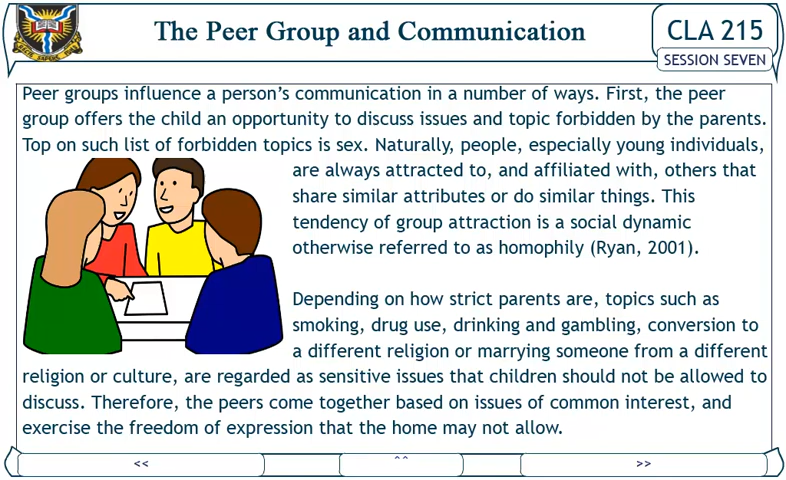 The Peer Group and Communication
CLA 215
SESSION SEVEN
Peer groups influence a person's communication in a number of ways. First, the peer
group offers the child an opportunity to discuss issues and topic forbidden by the parents.
Top on such list of forbidden topics is sex. Naturally, people, especially young individuals,
are always attracted to, and affiliated with, others that
share similar attributes or do similar things. This
tendency of group attraction is a social dynamic
otherwise referred to as homophily (Ryan, 2001).
Depending on how strict parents are, topics such as
smoking, drug use, drinking and gambling, conversion to
a different religion or marrying someone from a different
religion or culture, are regarded as sensitive issues that children should not be allowed to
discuss. Therefore, the peers come together based on issues of common interest, and
exercise the freedom of expression that the home may not allow.
<<
^^
>>